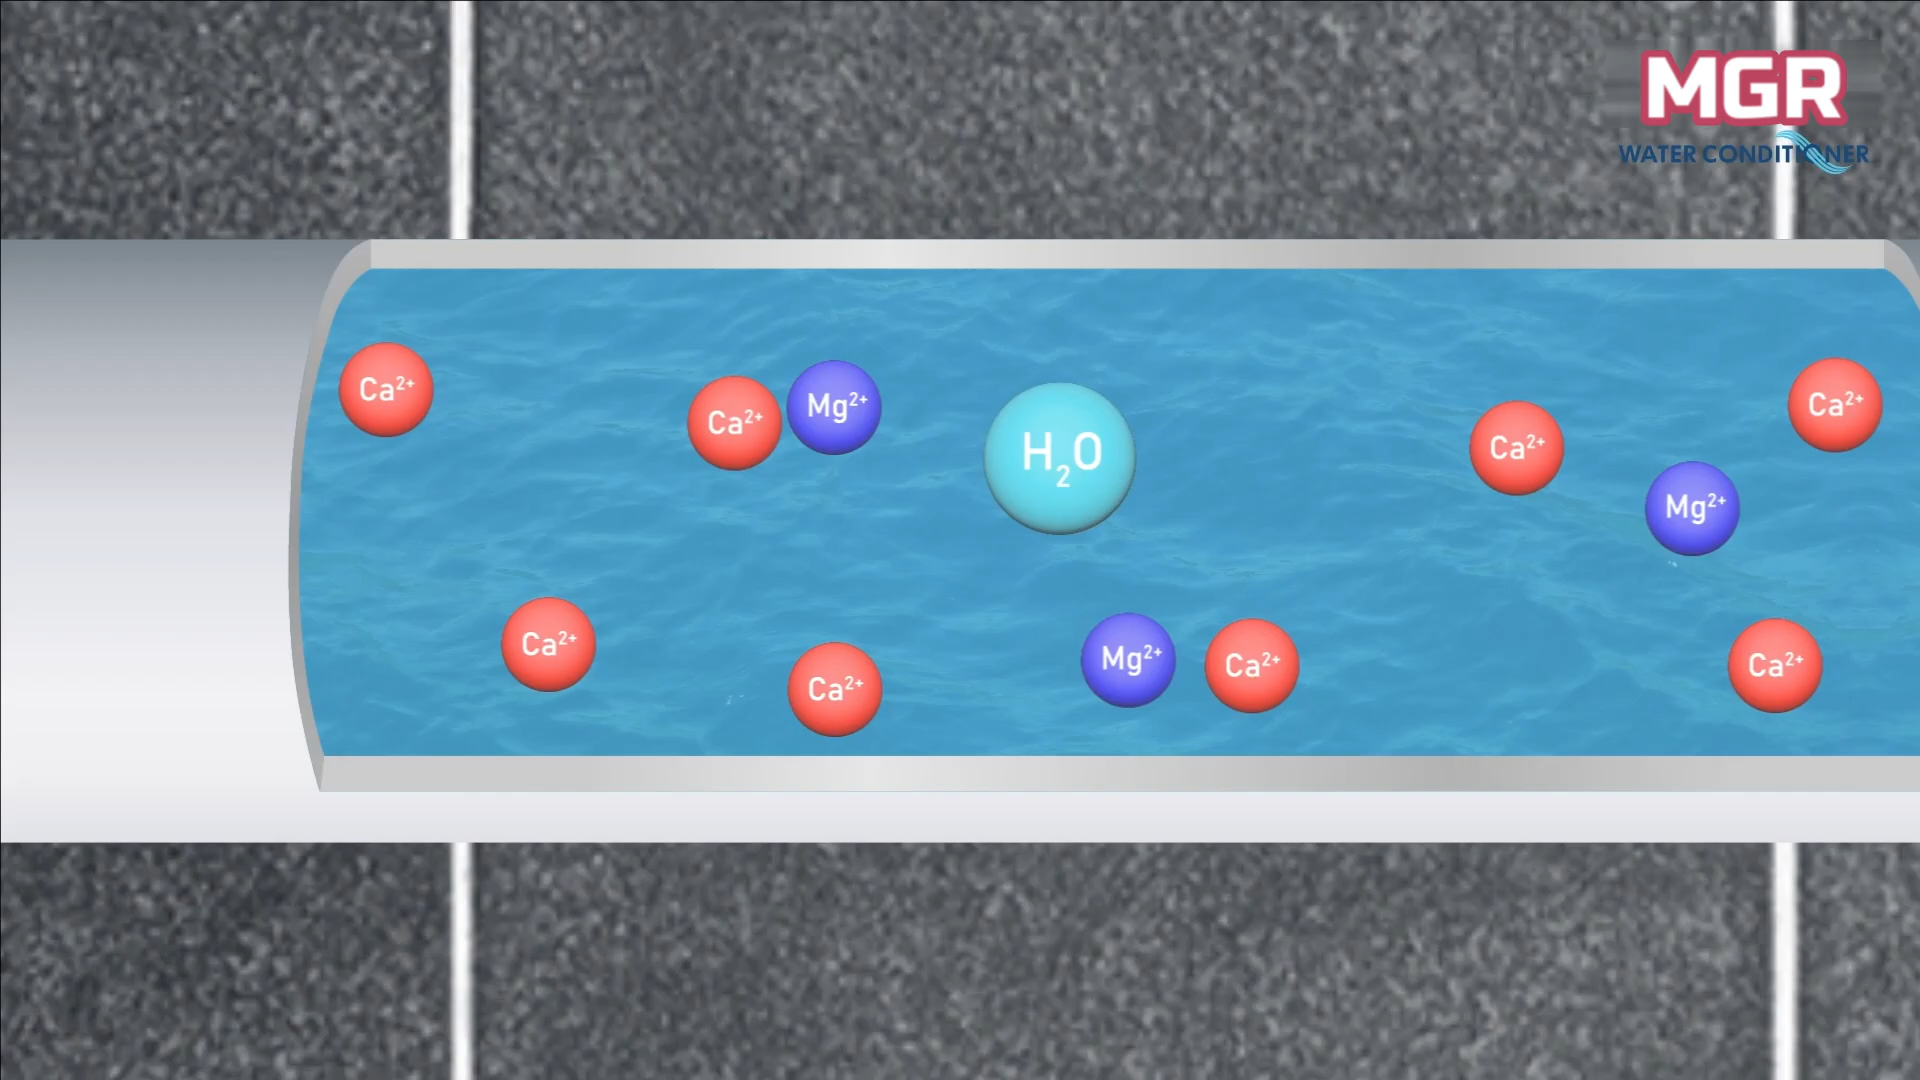 MGR
WATER CONDITIONER
Ca²⁺
Ca²⁺
Mg²⁺
H₂O
Ca²⁺
Mg²⁺
Ca²⁺
Ca²⁺
Ca²⁺
Mg²⁺
Ca²⁺
Ca²⁺